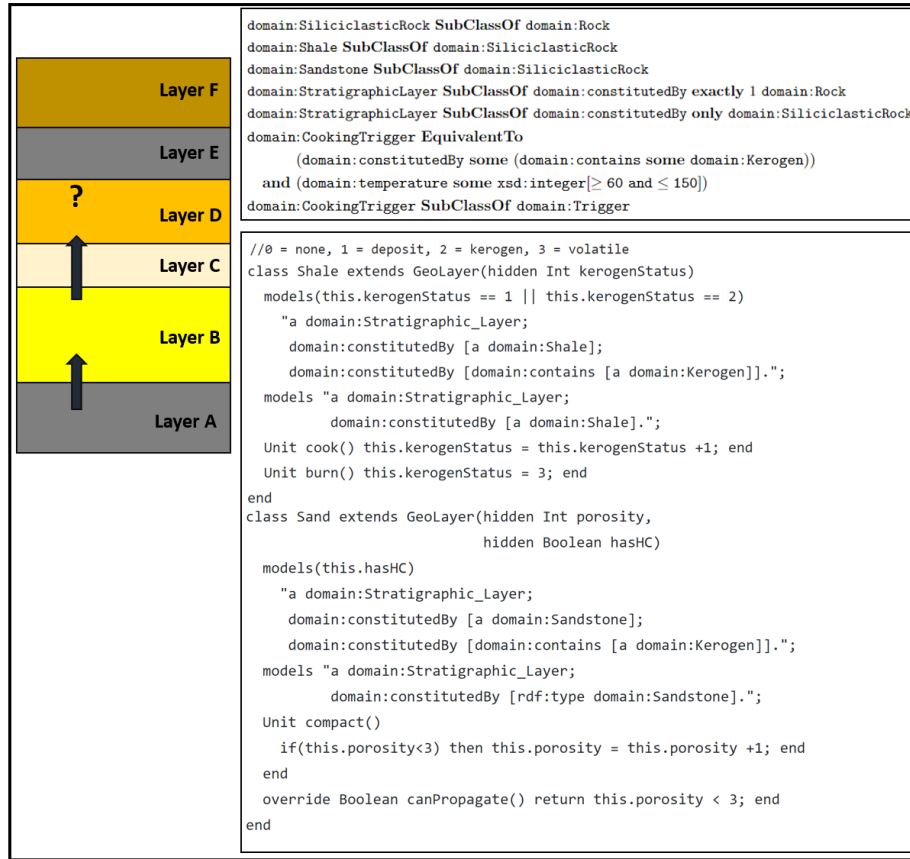 Layer F
Layer E
?
Layer D
Layer C
Layer B
Layer A
domain:SiliciclasticRock SubClassOf domain:Rock
domain:Shale SubClassOf domain:SiliciclasticRock
domain:Sandstone SubClassOf domain:SiliciclasticRock
domain:StratigraphicLayer SubClassOf domain:constitutedBy exactly 1 domain:Rock
domain:StratigraphicLayer SubClassOf domain:constitutedBy only domain:SiliciclasticRock
domain:CookingTrigger EquivalentTo
(domain:constitutedBy some (domain:contains some domain:Kerogen))
and (domain:temperature some xsd:integer[≥ 60 and ≤ 150])
domain:CookingTrigger SubClassOf domain:Trigger
//0 = none, 1 = deposit, 2 = kerogen, 3 = volatile
class Shale extends GeoLayer(hidden Int kerogenStatus)
models(this.kerogenStatus == 1 || this.kerogenStatus == 2)
"a domain:Stratigraphic_Layer;
domain:constitutedBy [a domain:Shale];
domain:constitutedBy [domain:contains [a domain:Kerogen]].";
models "a domain:Stratigraphic_Layer;
domain:constitutedBy [a domain:Shale].";
Unit cook() this.kerogenStatus = this.kerogenStatus +1; end
Unit burn() this.kerogenStatus = 3; end
end
class Sand extends GeoLayer(hidden Int porosity,
hidden Boolean hasHC)
models(this.hasHC)
"a domain:Stratigraphic_Layer;
domain:constitutedBy [a domain:Sandstone];
domain:constitutedBy [domain:contains [a domain:Kerogen]].";
models "a domain:Stratigraphic_Layer;
domain:constitutedBy [rdf:type domain:Sandstone].";
Unit compact()
if(this.porosity<3) then this.porosity = this.porosity +1; end
end
override Boolean canPropagate() return this.porosity < 3; end
end